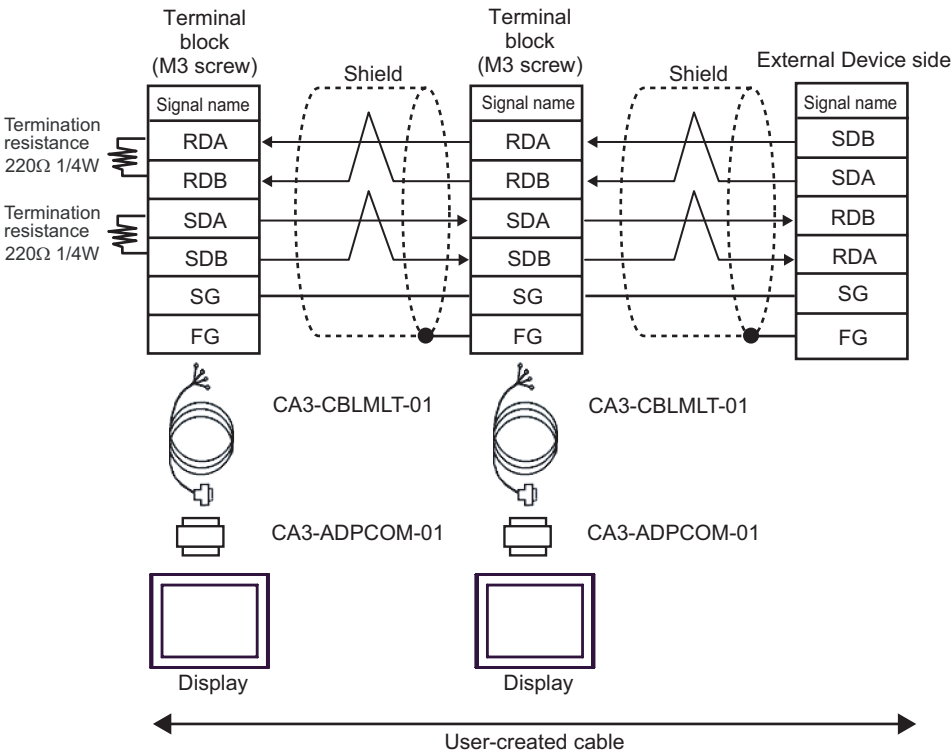 Terminal
block
(M3 screw)
Terminal
block
(M3 screw)
External Device side
Shield
Shield
Signal name
RDA
RDB
SDA
SDB
SG
FG
Signal name
RDA
RDB
SDA
SDB
SG
FG
Signal name
SDB
SDA
RDB
RDA
SG
FG
Termination
resistance
220Ω 1/4W
Termination
resistance
220Ω 1/4W
CA3-CBLMLT-01
CA3-CBLMLT-01
CA3-ADPCOM-01
CA3-ADPCOM-01
Display
Display
User-created cable